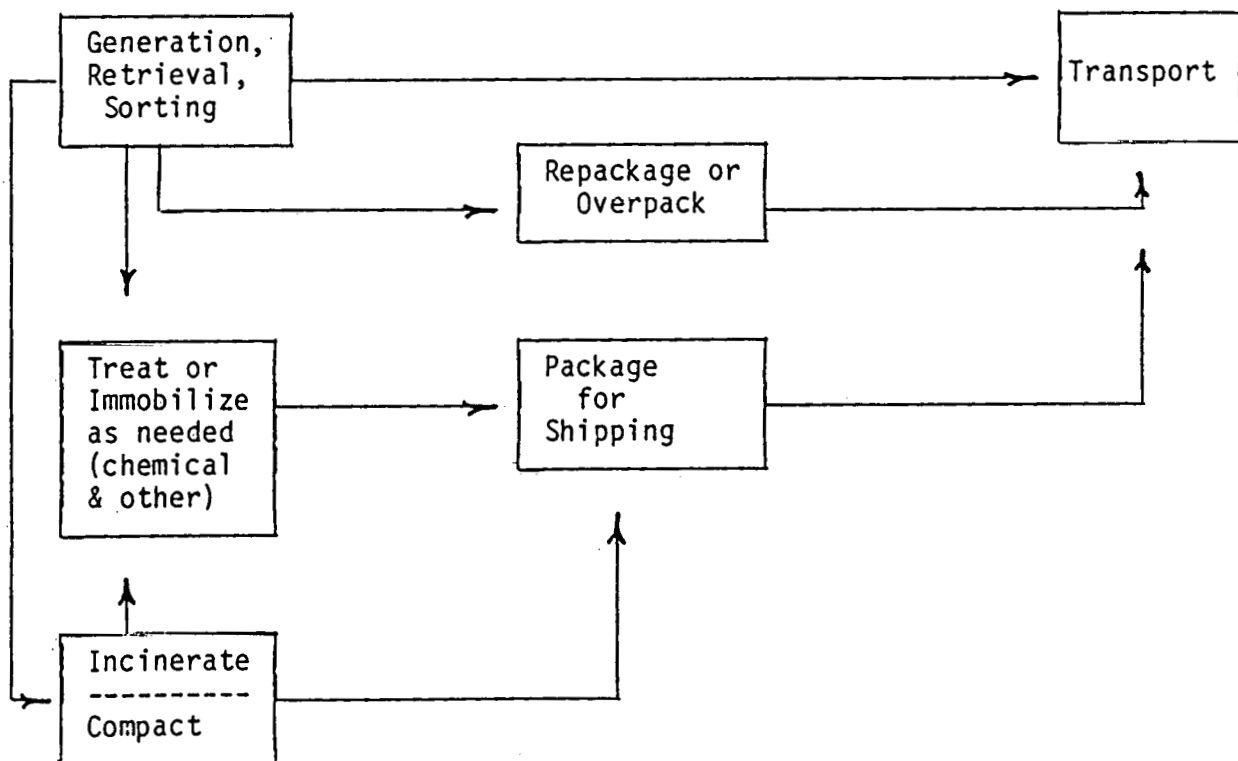 Generation,
Retrieval,
Sorting
Transport
Repackage or
Overpack
Treat or
Immobilize
as needed
(chemical
& other)
Package
for
Shipping
Incinerate
----------
Compact